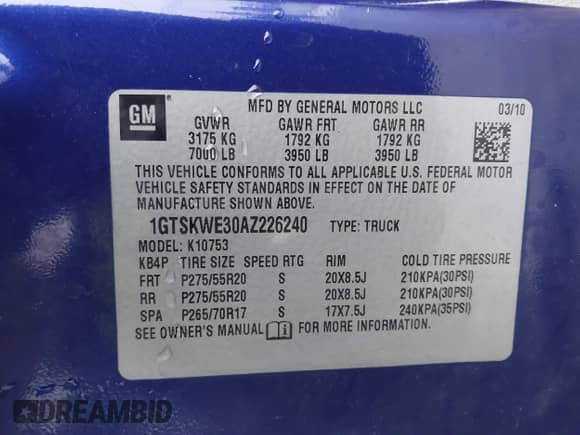 GM
MFD BY GENERAL MOTORS LLC 03/10
GVWR GAWR FRT. GAWR RR
3175 KG 1792 KG 1792 KG
7000 LB 3950 LB 3950 LB
THIS VEHICLE CONFORMS TO ALL APPLICABLE U.S. FEDERAL MOTOR
VEHICLE SAFETY STANDARDS IN EFFECT ON THE DATE OF
MANUFACTURE SHOWN ABOVE.
1GTSKWE30AZ226240 TYPE: TRUCK
MODEL: K10753
KB4P TIRE SIZE SPEED RTG RIM COLD TIRE PRESSURE
FRT P275/55R20 S 20X8.5J 210KPA(30PSI)
RR P275/55R20 S 20X8.5J 210KPA(30PSI)
SPA P265/70R17 S 17X7.5J 240KPA(35PSI)
SEE OWNER'S MANUAL FOR MORE INFORMATION.
DREAMBID